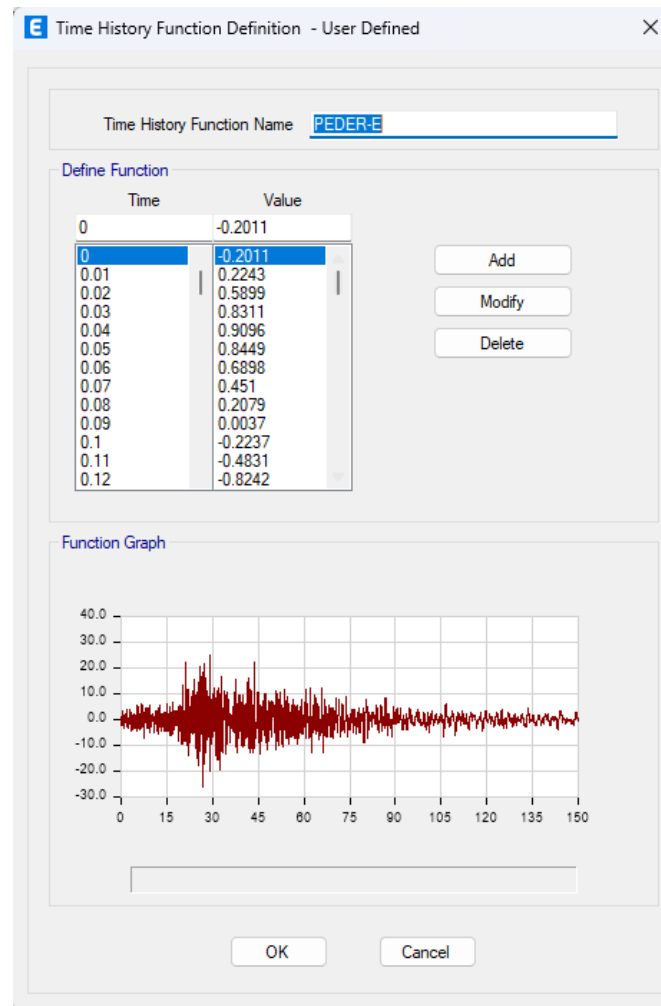 E Time History Function Definition - User Defined
Time History Function Name PEDER-E
Define Function
Time Value
0 -0.2011
0 -0.2011
0.01 0.2243
0.02 0.5899
0.03 0.8311
0.04 0.9096
0.05 0.8449
0.06 0.6898
0.07 0.451
0.08 0.2079
0.09 0.0037
0.1 -0.2237
0.11 -0.4831
0.12 -0.8242
Add
Modify
Delete
Function Graph
40.0
30.0
20.0
10.0
0.0
-10.0
-20.0
-30.0
0 15 30 45 60 75 90 105 120 135 150
OK Cancel